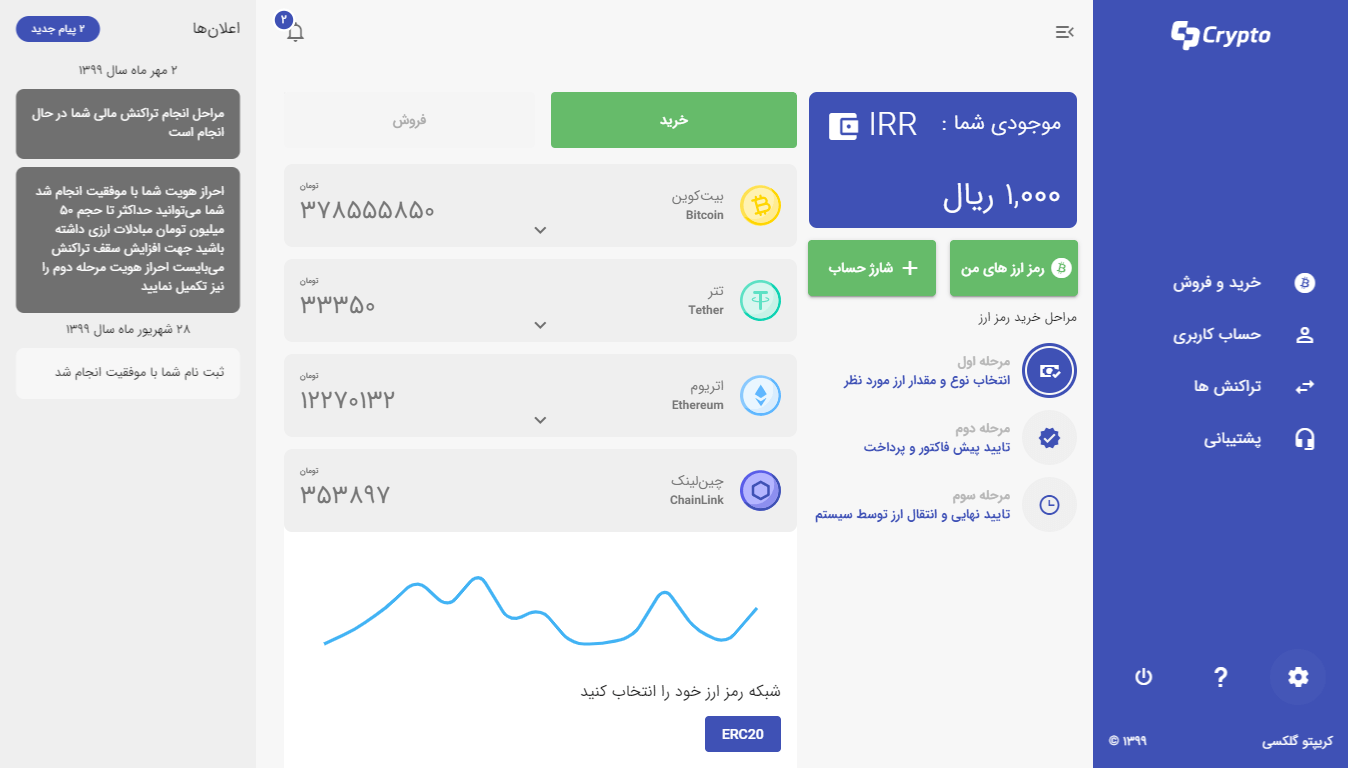 Crypto
خرید و فروش
حساب کاربری
تراکنش ها
پشتیبانی
?
کریپتو گلکسی
© ۱۳۹۹
موجودی شما :
IRR
۱,۰۰۰ ریال
رمز ارز های من
شارژ حساب
مراحل خرید رمز ارز
مرحله اول
انتخاب نوع و مقدار ارز مورد نظر
مرحله دوم
تایید پیش فاکتور و پرداخت
مرحله سوم
تایید نهایی و انتقال ارز توسط سیستم
۲
خرید
فروش
بیت‌کوین
Bitcoin
تومان
۳۷۸۵۵۵۸۵۰
تتر
Tether
تومان
۳۳۳۵۰
اتریوم
Ethereum
تومان
۱۲۲۷۰۱۳۲
چین‌لینک
ChainLink
تومان
۳۵۳۸۹۷
شبکه رمز ارز خود را انتخاب کنید
ERC20
اعلان‌ها
۲ پیام جدید
۲ مهر ماه سال ۱۳۹۹
مراحل انجام تراکنش مالی شما در حال
انجام است
احراز هویت شما با موفقیت انجام شد
شما می‌توانید حداکثر تا حجم ۵۰
میلیون تومان مبادلات ارزی داشته
باشید جهت افزایش سقف تراکنش
می‌بایست احراز هویت مرحله دوم را
نیز تکمیل نمایید
۲۸ شهریور ماه سال ۱۳۹۹
ثبت نام شما با موفقیت انجام شد